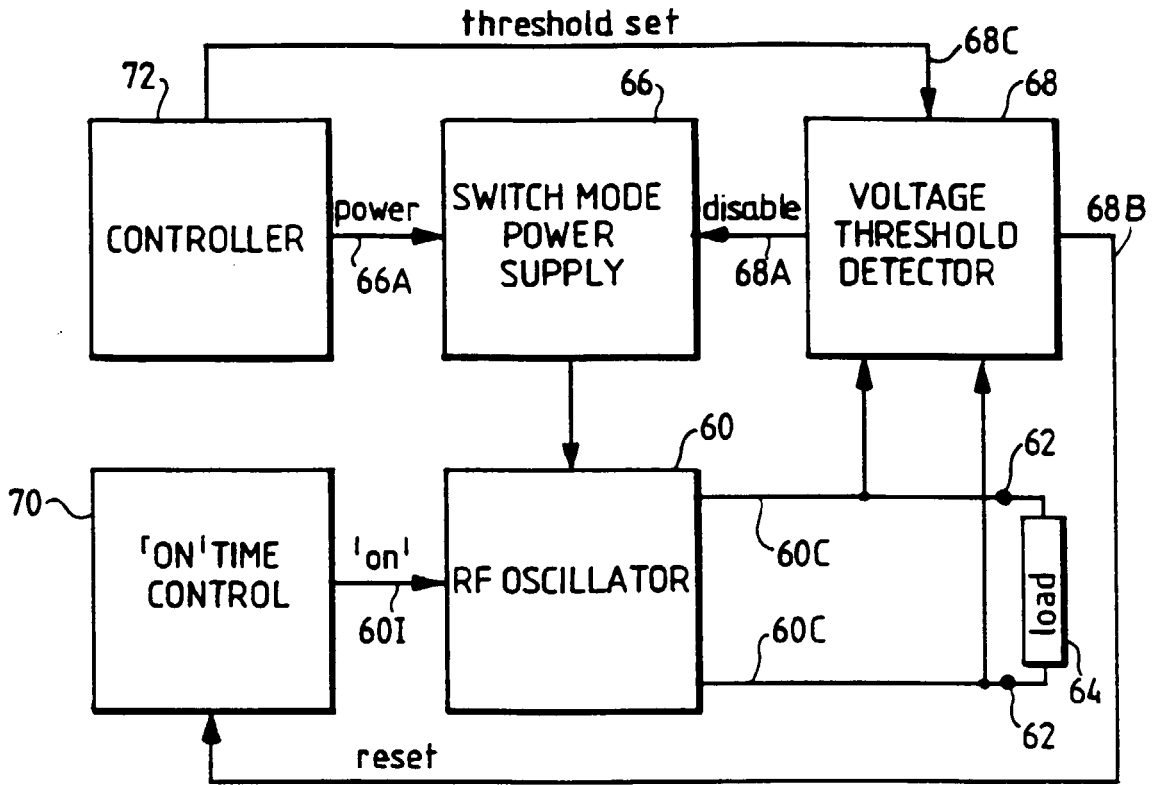 threshold set
68C
72
66
68
CONTROLLER
power
66A
SWITCH MODE
POWER
SUPPLY
disable
68A
VOLTAGE
THRESHOLD
DETECTOR
68B
70
'ON' TIME
CONTROL
'on'
60I
60
RF OSCILLATOR
60C
60C
62
load
64
62
reset